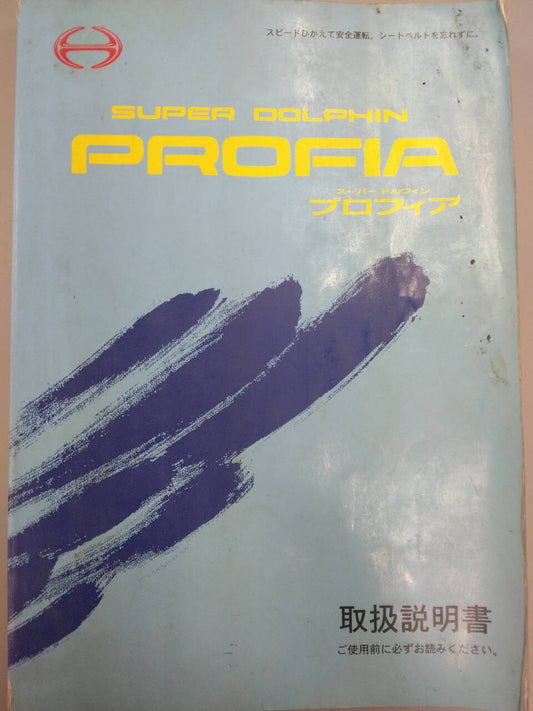 スピードひかえて安全運転、シートベルトを忘れずに。
SUPER DOLPHIN
PROFIA
スーパー ドルフィン
プロフィア
取扱説明書
ご使用前に必ずお読みください。